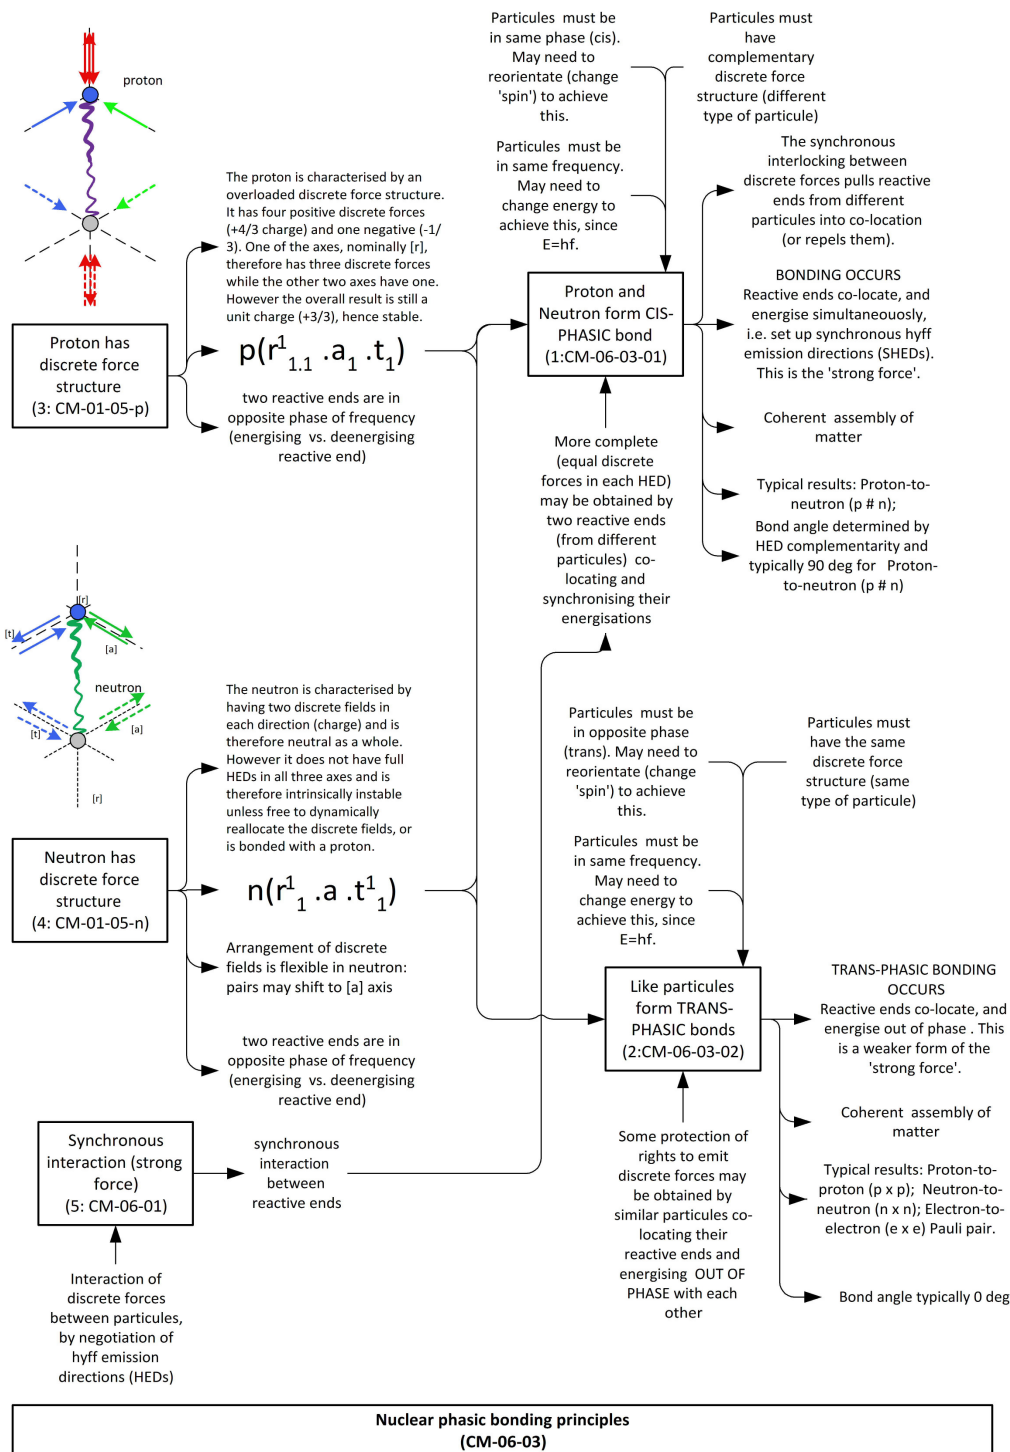 proton
The proton is characterised by an
overloaded discrete force structure.
It has four positive discrete forces
(+4/3 charge) and one negative (-1/
3). One of the axes, nominally [r],
therefore has three discrete forces
while the other two axes have one.
However the overall result is still a
unit charge (+3/3), hence stable.
Proton has
discrete force
structure
(3: CM-01-05-p)
p(r¹₁.₁ .a₁ .t₁)
two reactive ends are in
opposite phase of frequency
(energising vs. deenergising
reactive end)
Particules must be
in same phase (cis).
May need to
reorientate (change
'spin') to achieve
this.
Particules must
have
complementary
discrete force
structure (different
type of particule)
Particules must be
in same frequency.
May need to
change energy to
achieve this, since
E=hf.
Proton and
Neutron form CIS-
PHASIC bond
(1:CM-06-03-01)
The synchronous
interlocking between
discrete forces pulls reactive
ends from different
particules into co-location
(or repels them).
BONDING OCCURS
Reactive ends co-locate, and
energise simultaneouosly,
i.e. set up synchronous hyff
emission directions (SHEDs).
This is the 'strong force'.
Coherent assembly of
matter
Typical results: Proton-to-
neutron (p # n);
Bond angle determined by
HED complementarity and
typically 90 deg for Proton-
to-neutron (p # n)
More complete
(equal discrete
forces in each HED)
may be obtained by
two reactive ends
(from different
particules) co-
locating and
synchronising their
energisations
[r]
[t]
[a]
neutron
[t]
[a]
[r]
The neutron is characterised by
having two discrete fields in
each direction (charge) and is
therefore neutral as a whole.
However it does not have full
HEDs in all three axes and is
therefore intrinsically instable
unless free to dynamically
reallocate the discrete fields, or
is bonded with a proton.
Neutron has
discrete force
structure
(4: CM-01-05-n)
n(r¹₁ .a .t¹₁)
Arrangement of discrete
fields is flexible in neutron:
pairs may shift to [a] axis
two reactive ends are in
opposite phase of frequency
(energising vs. deenergising
reactive end)
Particules must be
in opposite phase
(trans). May need to
reorientate (change
'spin') to achieve
this.
Particules must
have the same
discrete force
structure (same
type of particule)
Particules must be
in same frequency.
May need to
change energy to
achieve this, since
E=hf.
Like particules
form TRANS-
PHASIC bonds
(2:CM-06-03-02)
TRANS-PHASIC BONDING
OCCURS
Reactive ends co-locate, and
energise out of phase . This
is a weaker form of the
'strong force'.
Coherent assembly of
matter
Typical results: Proton-to-
proton (p x p); Neutron-to-
neutron (n x n); Electron-to-
electron (e x e) Pauli pair.
Bond angle typically 0 deg
Some protection of
rights to emit
discrete forces may
be obtained by
similar particules co-
locating their
reactive ends and
energising OUT OF
PHASE with each
other
Synchronous
interaction (strong
force)
(5: CM-06-01)
synchronous
interaction
between
reactive ends
Interaction of
discrete forces
between particules,
by negotiation of
hyff emission
directions (HEDs)
Nuclear phasic bonding principles
(CM-06-03)